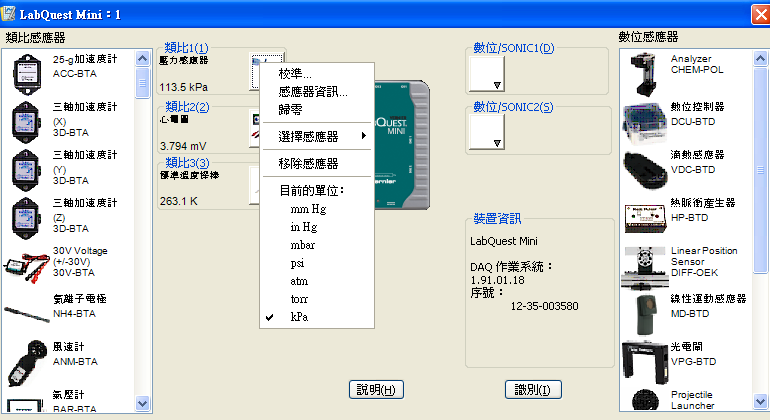 LabQuest Mini：1
類比感應器
25-g加速度計
ACC-BTA
三軸加速度計
(X)
3D-BTA
三軸加速度計
(Y)
3D-BTA
三軸加速度計
(Z)
3D-BTA
30V Voltage
(+/-30V)
30V-BTA
氨離子電極
NH4-BTA
風速計
ANM-BTA
氣壓計
BAR-BTA
類比1(1)
壓力感應器
113.5 kPa
類比2(2)
心電圖
3.794 mV
類比3(3)
標準溫度探棒
263.1 K
校準...
感應器資訊...
歸零
選擇感應器
移除感應器
目前的單位：
mm Hg
in Hg
mbar
psi
atm
torr
kPa
QUEST
MINI
數位/SONIC1(D)
數位/SONIC2(S)
裝置資訊
LabQuest Mini
DAQ 作業系統：
1.91.01.18
序號：
12-35-003580
說明(H)
識別(I)
數位感應器
Analyzer
CHEM-POL
數位控制器
DCU-BTD
滴數感應器
VDC-BTD
熱脈衝產生器
HP-BTD
Linear Position
Sensor
DIFF-OEK
線性運動感應器
MD-BTD
光電閘
VPG-BTD
Projectile
Launcher